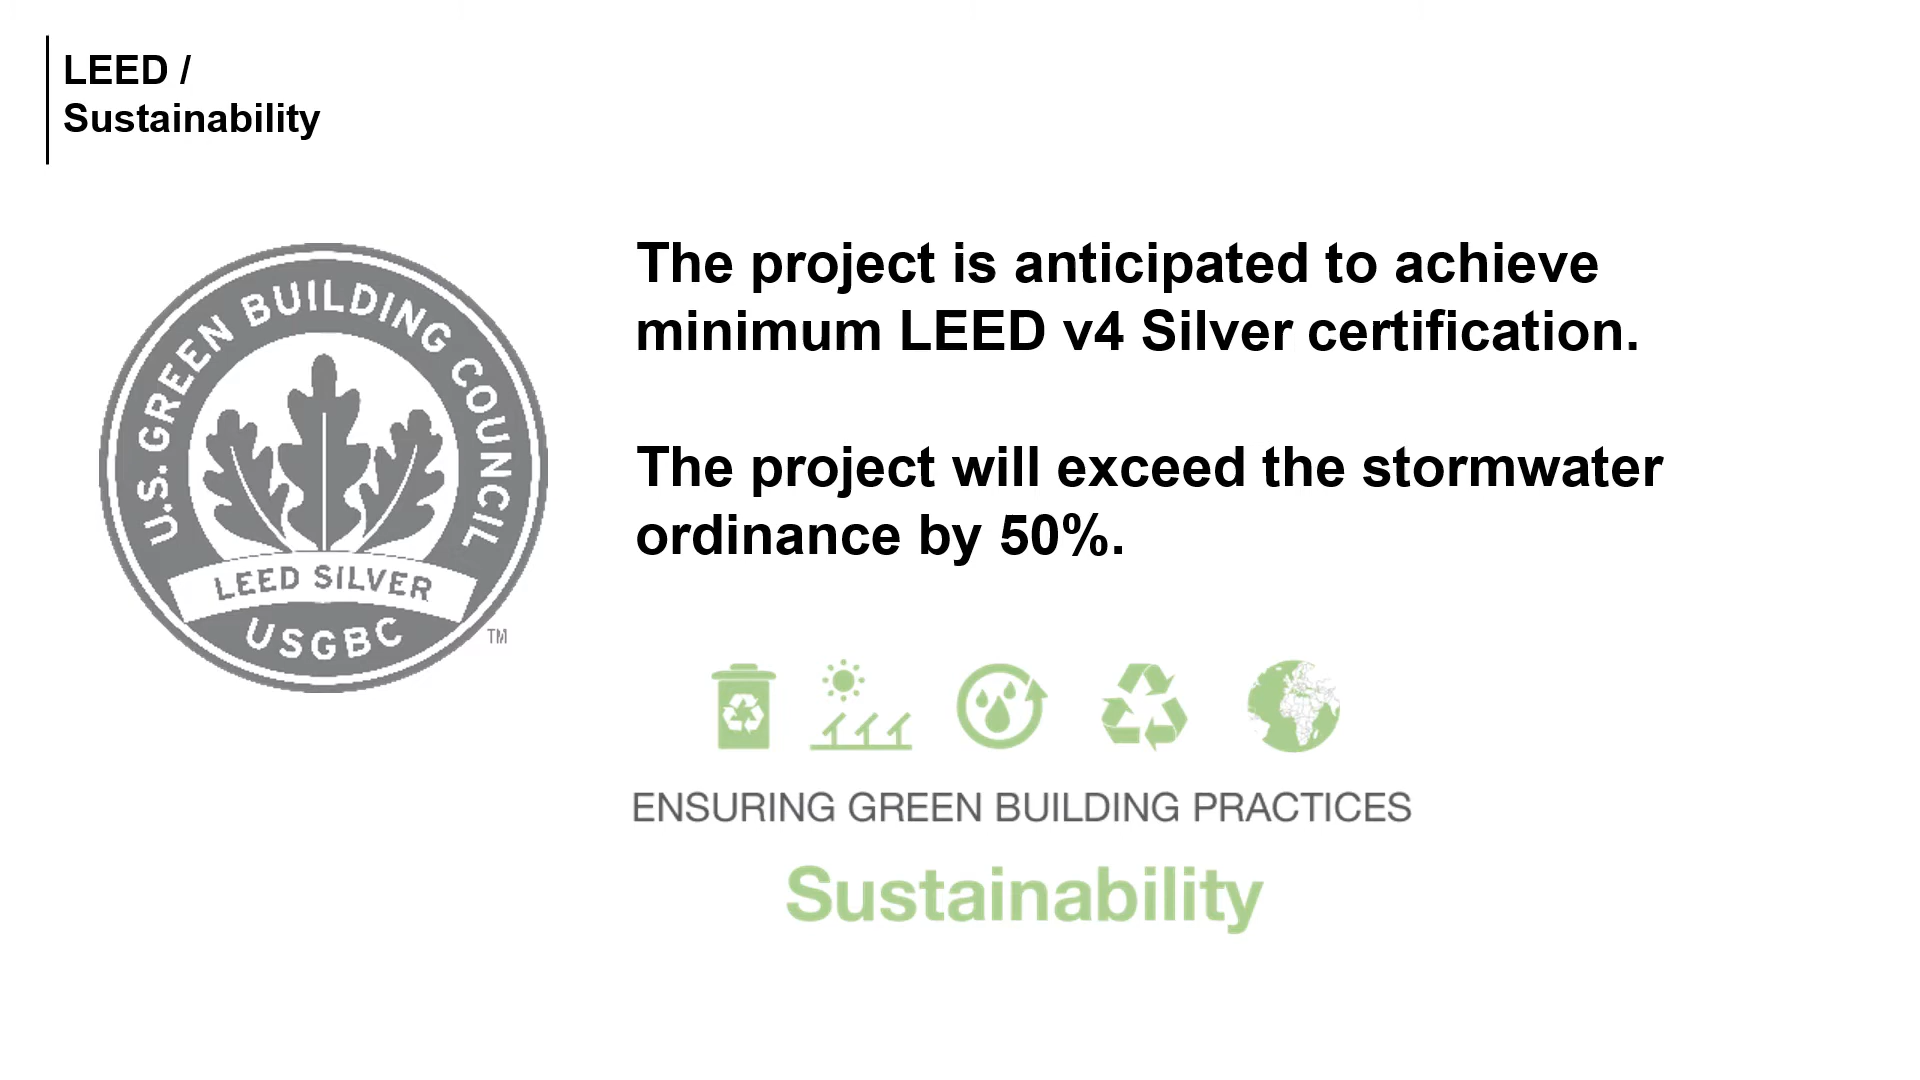 LEED /
Sustainability
U.S. GREEN BUILDING COUNCIL
LEED SILVER
USGBC
TM
The project is anticipated to achieve
minimum LEED v4 Silver certification.
The project will exceed the stormwater
ordinance by 50%.
ENSURING GREEN BUILDING PRACTICES
Sustainability